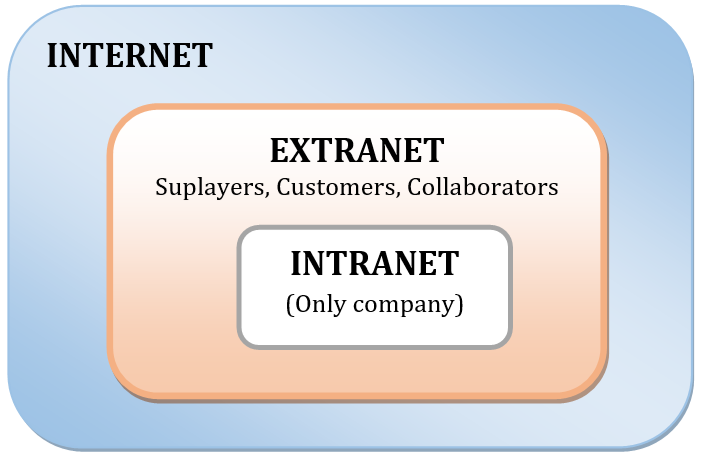 INTERNET
EXTRANET
Suplayers, Customers, Collaborators
INTRANET
(Only company)